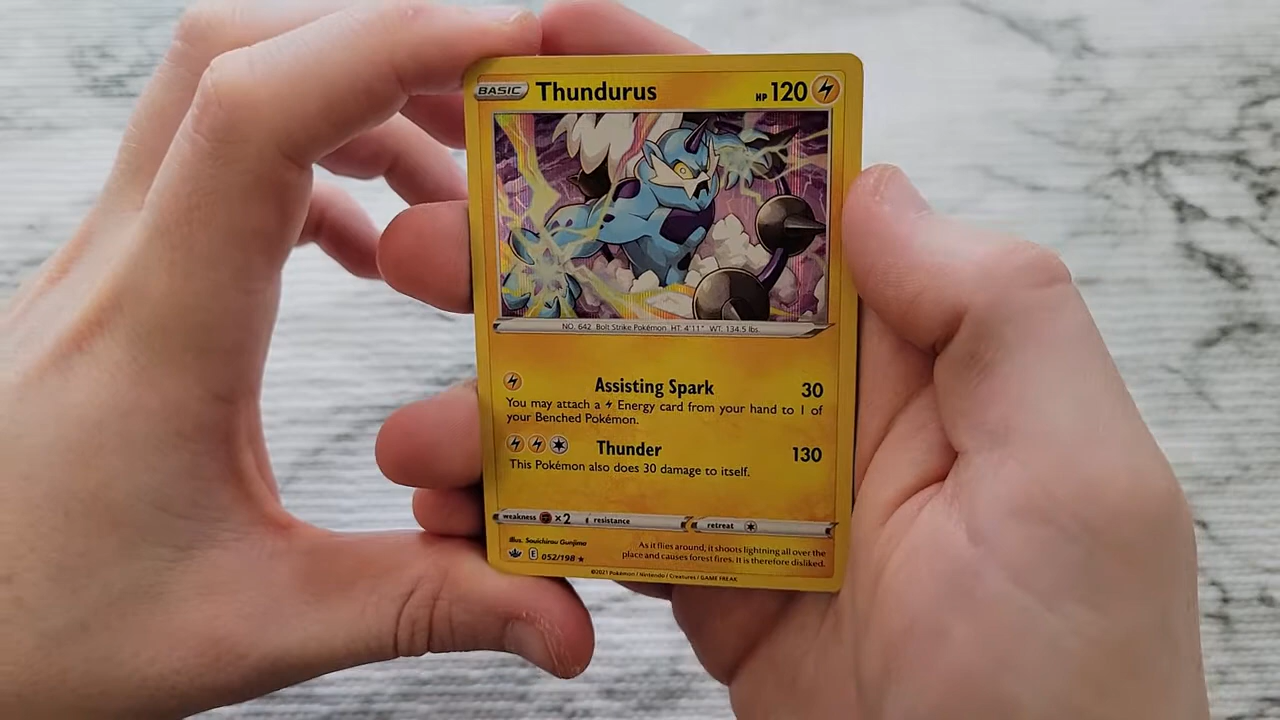 BASIC Thundurus HP 120
NO. 642 Bolt Strike Pokémon HT: 4'11" WT: 134.5 lbs.
Assisting Spark 30
You may attach a Energy card from your hand to 1 of
your Benched Pokémon.
Thunder 130
This Pokémon also does 30 damage to itself.
weakness ×2 resistance retreat
Illus. Souichirou Gunjima
E 052/198 ★
As it flies around, it shoots lightning all over the
place and causes forest fires. It is therefore disliked.
©2021 Pokémon / Nintendo / Creatures / GAME FREAK